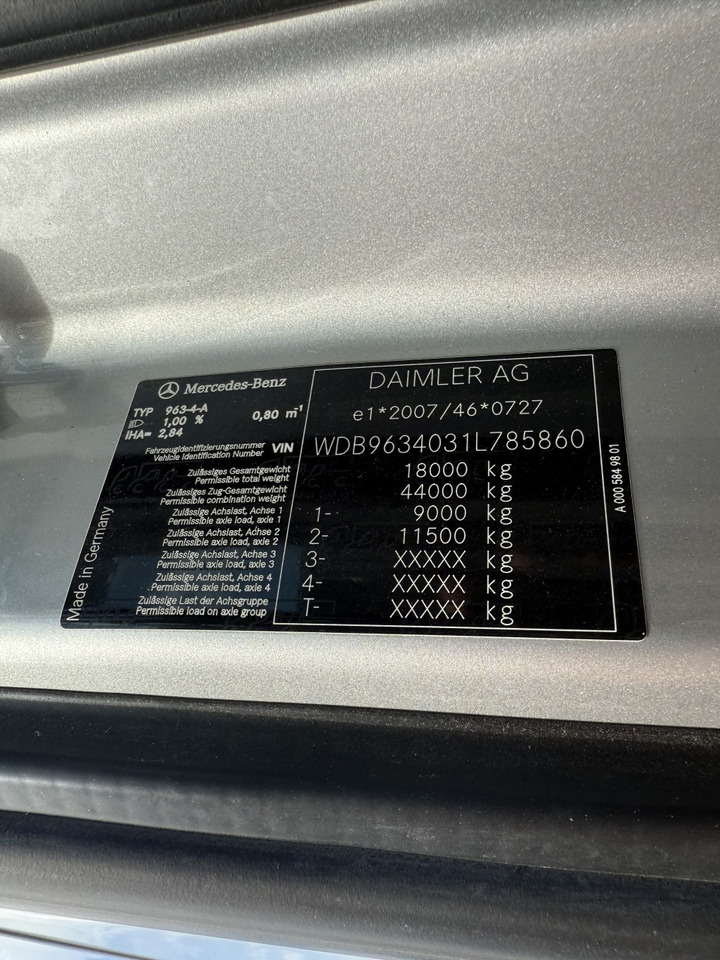 Mercedes-Benz
TYP 963-4-A
1,00 % 0,80 m-1
IHA= 2,84
DAIMLER AG
e1*2007/46*0727
Fahrzeugidentifizierungsnummer
Vehicle Identification Number VIN WDB9634031L785860
Zulässiges Gesamtgewicht
Permissible total weight 18000 kg
Zulässiges Zug-Gesamtgewicht
Permissible combination weight 44000 kg
Zulässige Achslast, Achse 1
Permissible axle load, axle 1 1- 9000 kg
Zulässige Achslast, Achse 2
Permissible axle load, axle 2 2- 11500 kg
Zulässige Achslast, Achse 3
Permissible axle load, axle 3 3- XXXXX kg
Zulässige Achslast, Achse 4
Permissible axle load, axle 4 4- XXXXX kg
Zulässige Last der Achsgruppe
Permissible load on axle group T- XXXXX kg
Made in Germany
A 000 584 98 01